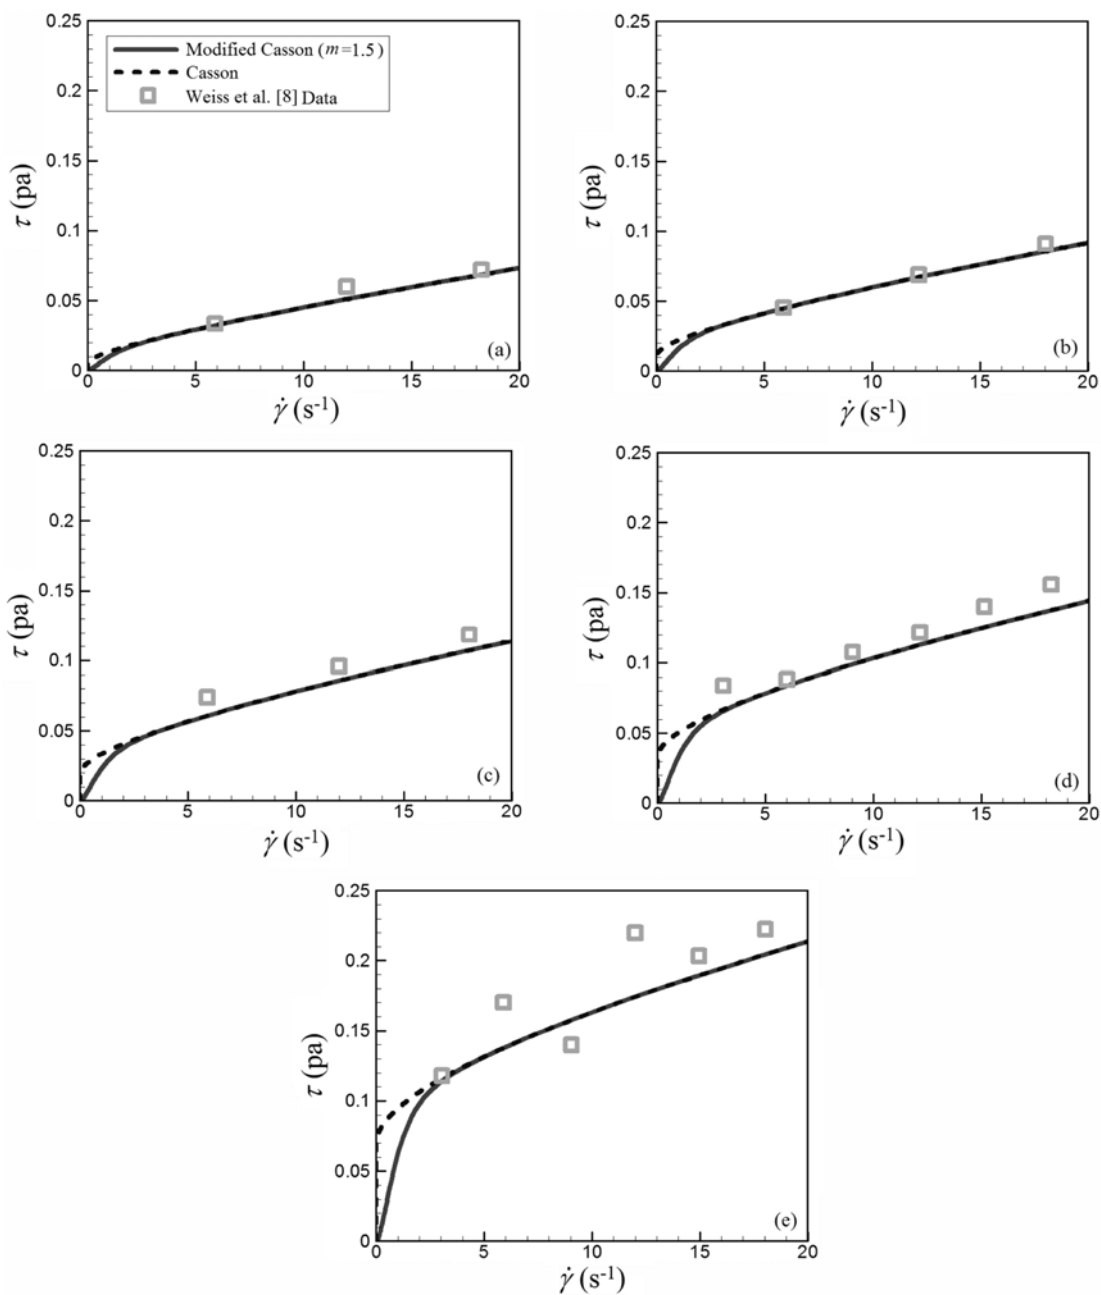 0.25
0.2
0.15
0.1
0.05
0
τ (pa)
Modified Casson (m=1.5)
Casson
Weiss et al. [8] Data
(a)
0 5 10 15 20
γ̇ (s-1)
0.25
0.2
0.15
0.1
0.05
0
τ (pa)
(b)
0 5 10 15 20
γ̇ (s-1)
0.25
0.2
0.15
0.1
0.05
0
τ (pa)
(c)
0 5 10 15 20
γ̇ (s-1)
0.25
0.2
0.15
0.1
0.05
0
τ (pa)
(d)
0 5 10 15 20
γ̇ (s-1)
0.25
0.2
0.15
0.1
0.05
0
τ (pa)
(e)
0 5 10 15 20
γ̇ (s-1)